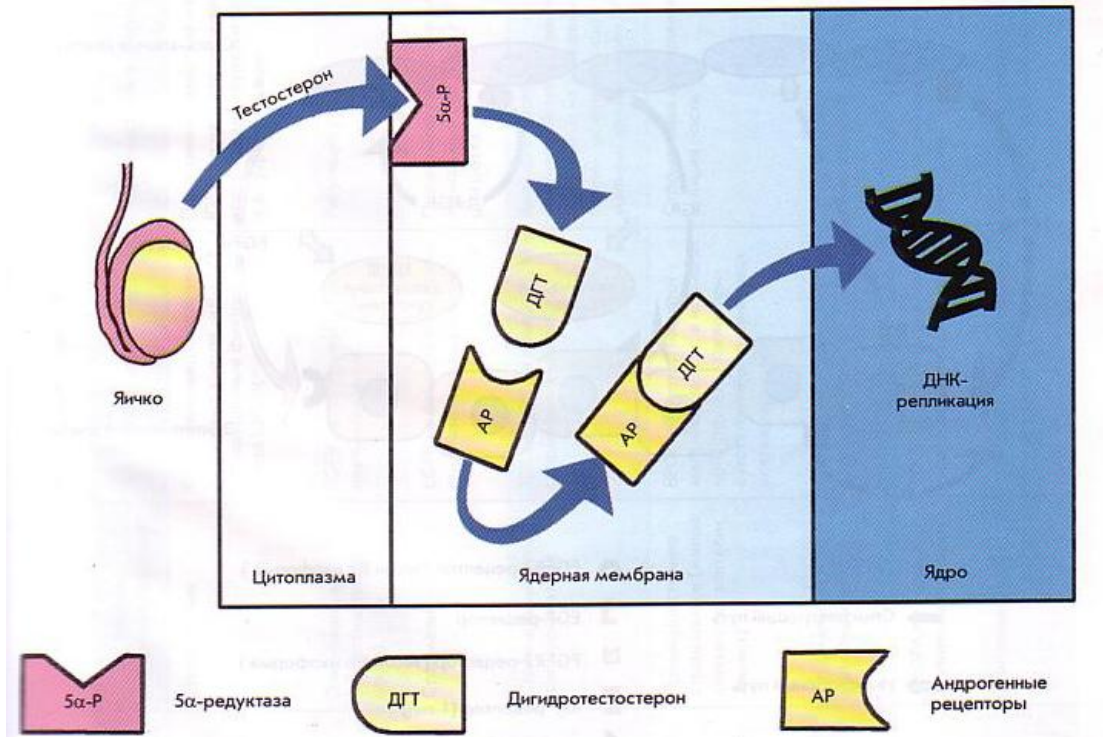 Тестостерон
5α-Р
ДГТ
АР
ДГТ
АР
Яичко
ДНК-
репликация
Цитоплазма
Ядерная мембрана
Ядро
5α-Р
5α-редуктаза
ДГТ
Дигидротестостерон
АР
Андрогенные
рецепторы